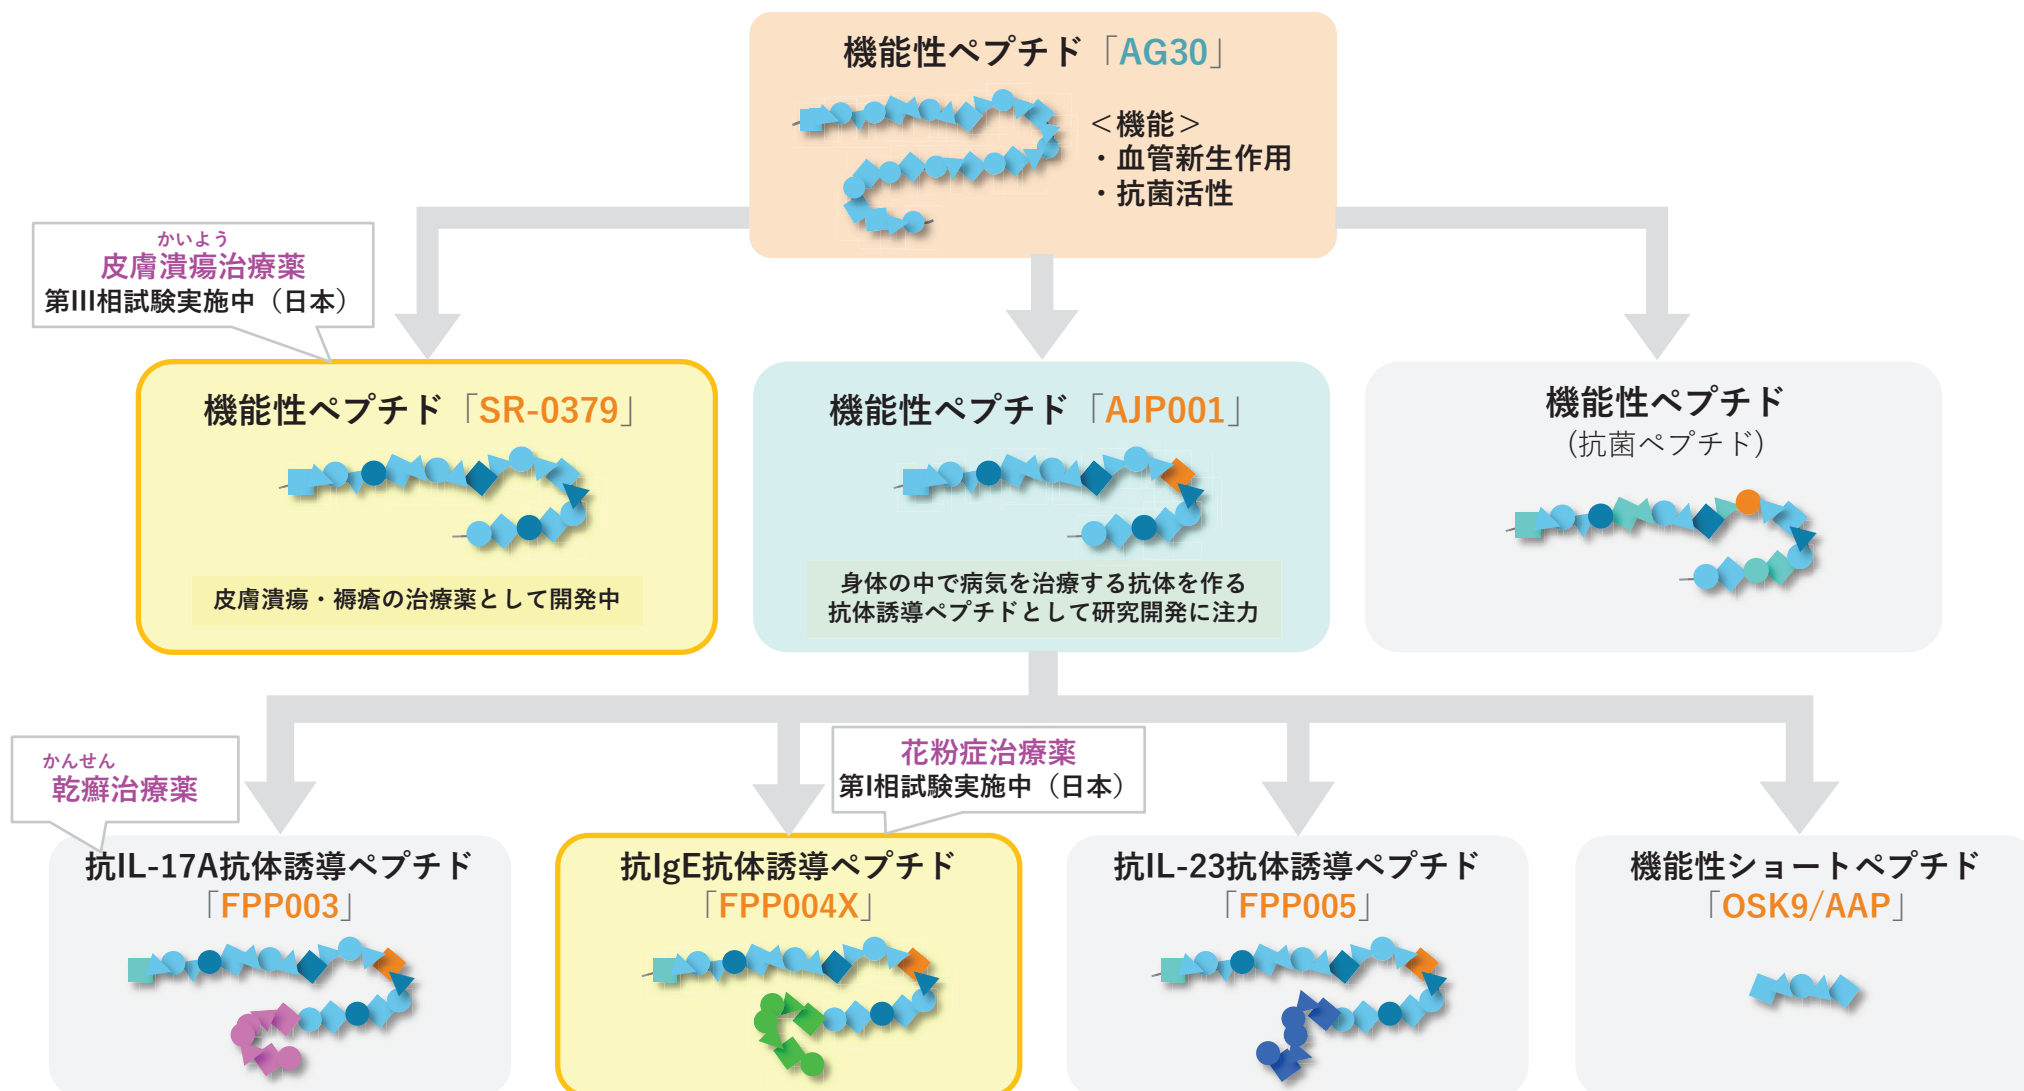 機能性ペプチド「AG30」
＜機能＞
・血管新生作用
・抗菌活性
かいよう
皮膚潰瘍治療薬
第III相試験実施中（日本）
機能性ペプチド「SR-0379」
皮膚潰瘍・褥瘡の治療薬として開発中
機能性ペプチド「AJP001」
身体の中で病気を治療する抗体を作る
抗体誘導ペプチドとして研究開発に注力
機能性ペプチド
(抗菌ペプチド)
かんせん
乾癬治療薬
花粉症治療薬
第I相試験実施中（日本）
抗IL-17A抗体誘導ペプチド
「FPP003」
抗IgE抗体誘導ペプチド
「FPP004X」
抗IL-23抗体誘導ペプチド
「FPP005」
機能性ショートペプチド
「OSK9/AAP」